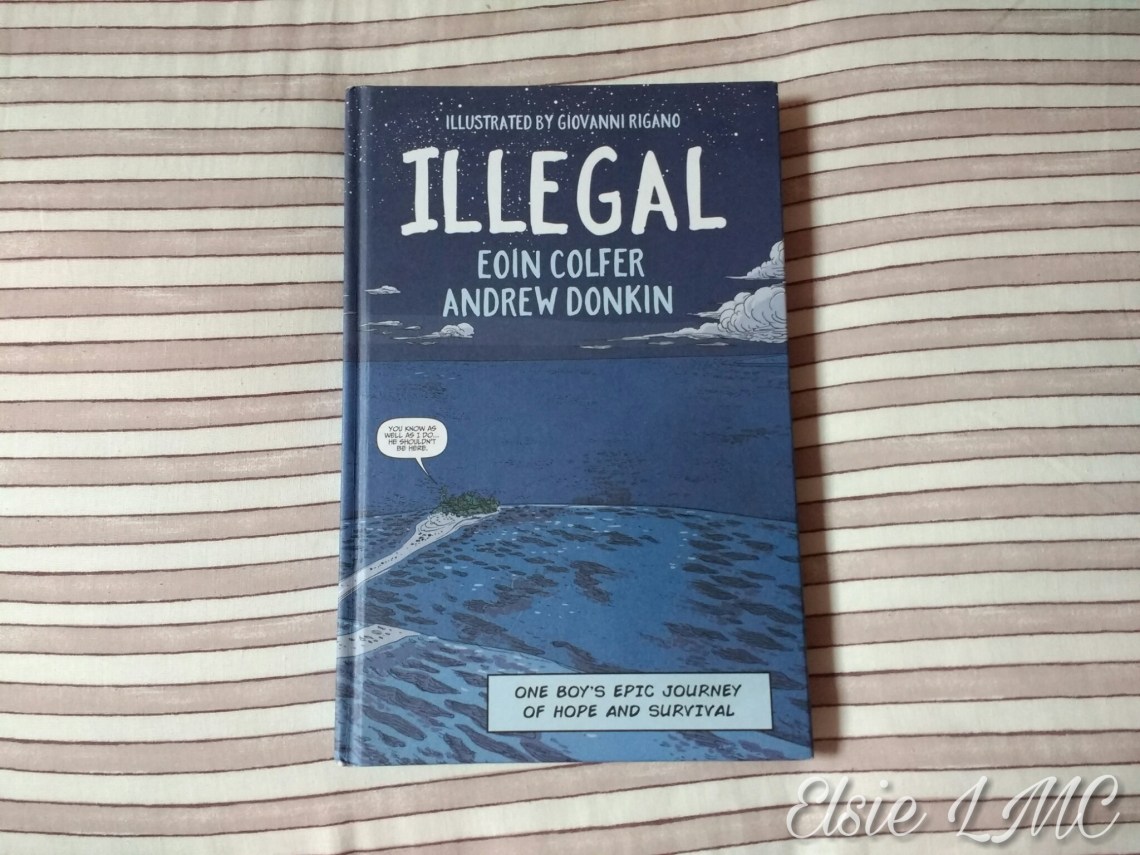 ILLUSTRATED BY GIOVANNI RIGANO
ILLEGAL
EOIN COLFER
ANDREW DONKIN
YOU KNOW AS
WELL AS I DO...
HE SHOULDN'T
BE HERE.
ONE BOY'S EPIC JOURNEY
OF HOPE AND SURVIVAL
Elsie LMC